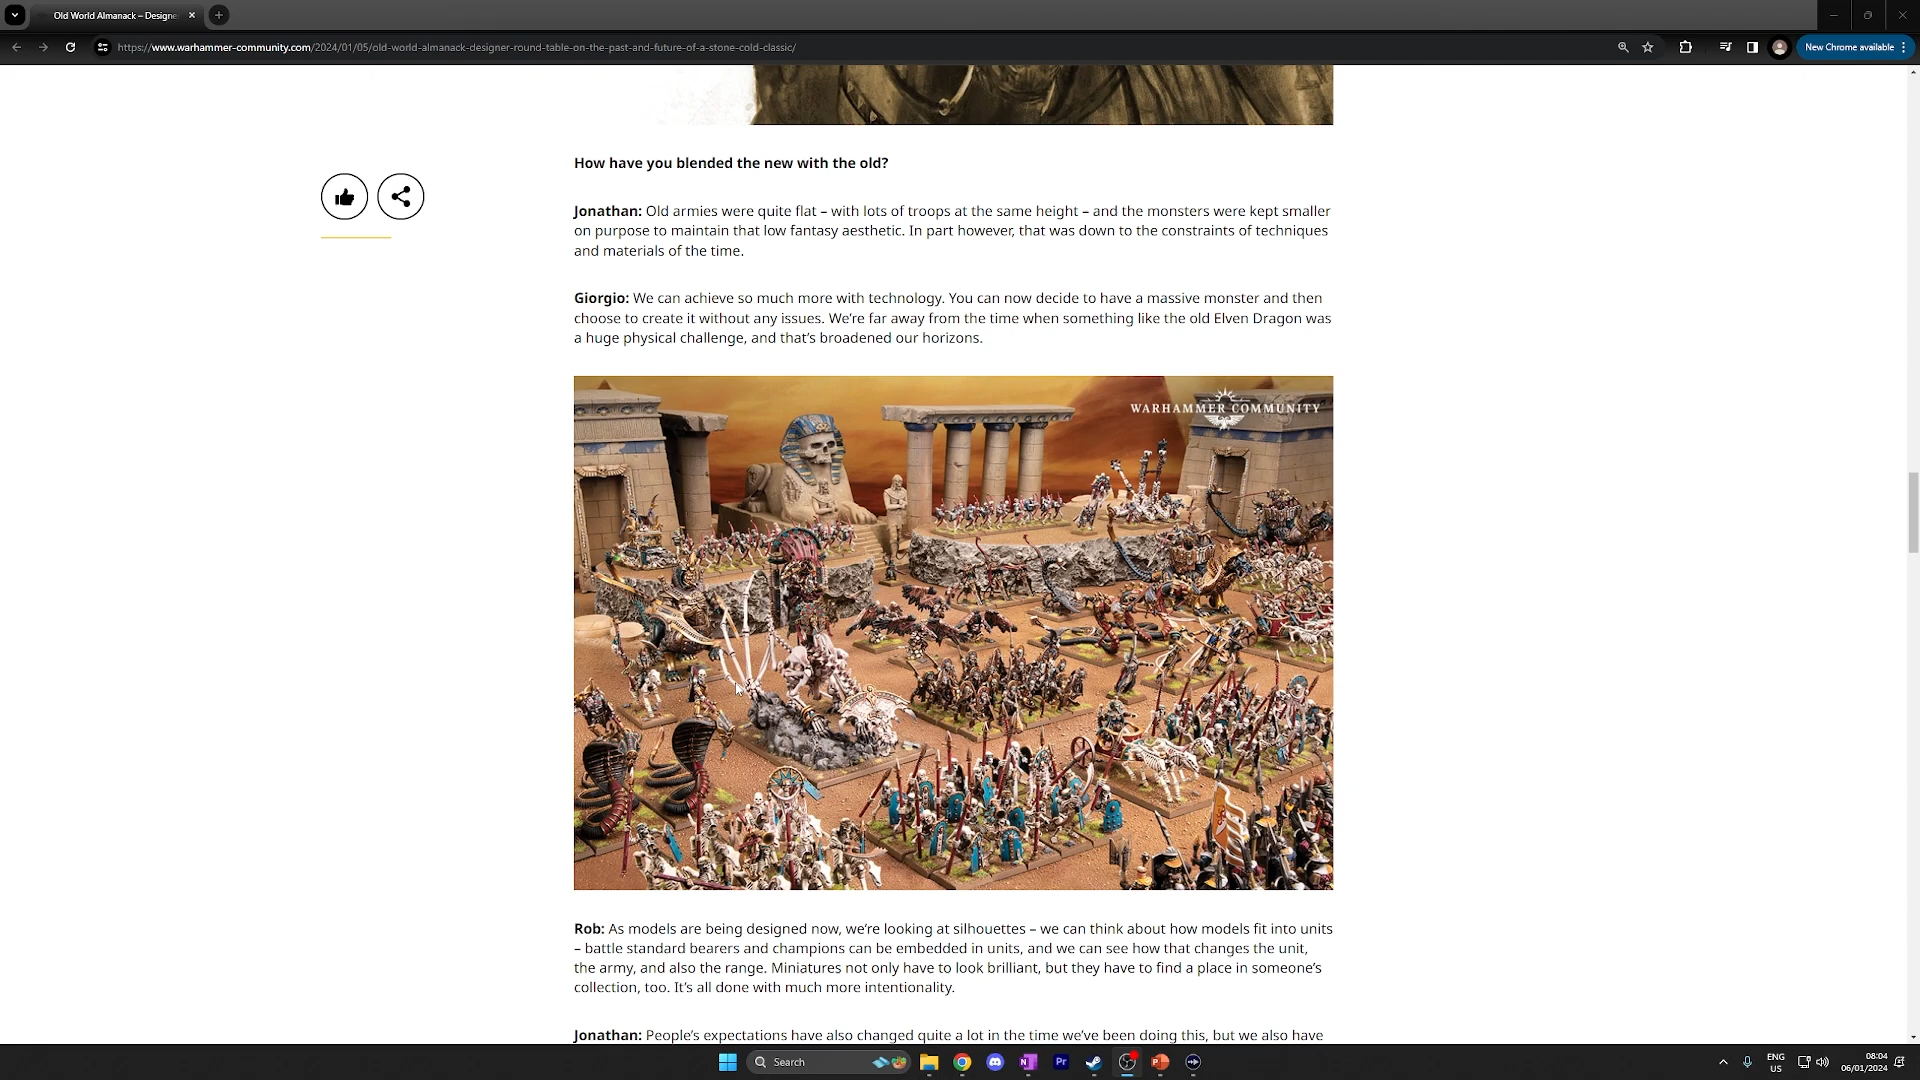 Old World Almanack – Designe
https://www.warhammer-community.com/2024/01/05/old-world-almanack-designer-round-table-on-the-past-and-future-of-a-stone-cold-classic/
New Chrome available
How have you blended the new with the old?
Jonathan: Old armies were quite flat – with lots of troops at the same height – and the monsters were kept smaller
on purpose to maintain that low fantasy aesthetic. In part however, that was down to the constraints of techniques
and materials of the time.
Giorgio: We can achieve so much more with technology. You can now decide to have a massive monster and then
choose to create it without any issues. We’re far away from the time when something like the old Elven Dragon was
a huge physical challenge, and that’s broadened our horizons.
WARHAMMER COMMUNITY
Rob: As models are being designed now, we’re looking at silhouettes – we can think about how models fit into units
– battle standard bearers and champions can be embedded in units, and we can see how that changes the unit,
the army, and also the range. Miniatures not only have to look brilliant, but they have to find a place in someone’s
collection, too. It’s all done with much more intentionality.
Jonathan: People’s expectations have also changed quite a lot in the time we’ve been doing this, but we also have
Search
Pr
ENG
US
08:04
06/01/2024